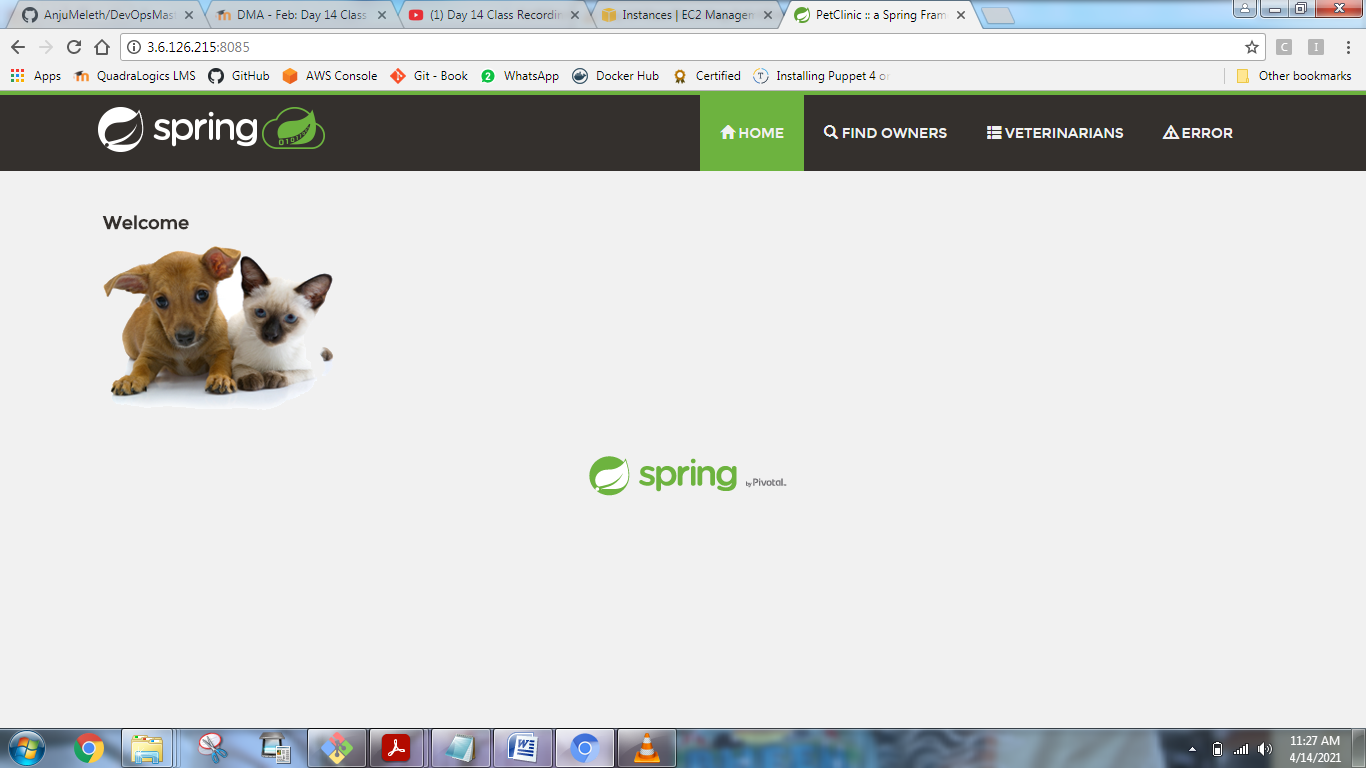 AnjuMeleth/DevOpsMast
DMA - Feb: Day 14 Class
(1) Day 14 Class Recordin
Instances | EC2 Managem
PetClinic :: a Spring Fram
3.6.126.215:8085
C
I
Apps
QuadraLogics LMS
GitHub
AWS Console
Git - Book
2
WhatsApp
Docker Hub
Certified
T
Installing Puppet 4 o
Other bookmarks
spring
HOME
FIND OWNERS
VETERINARIANS
ERROR
Welcome
spring by Pivotal.
W
11:27 AM
4/14/2021